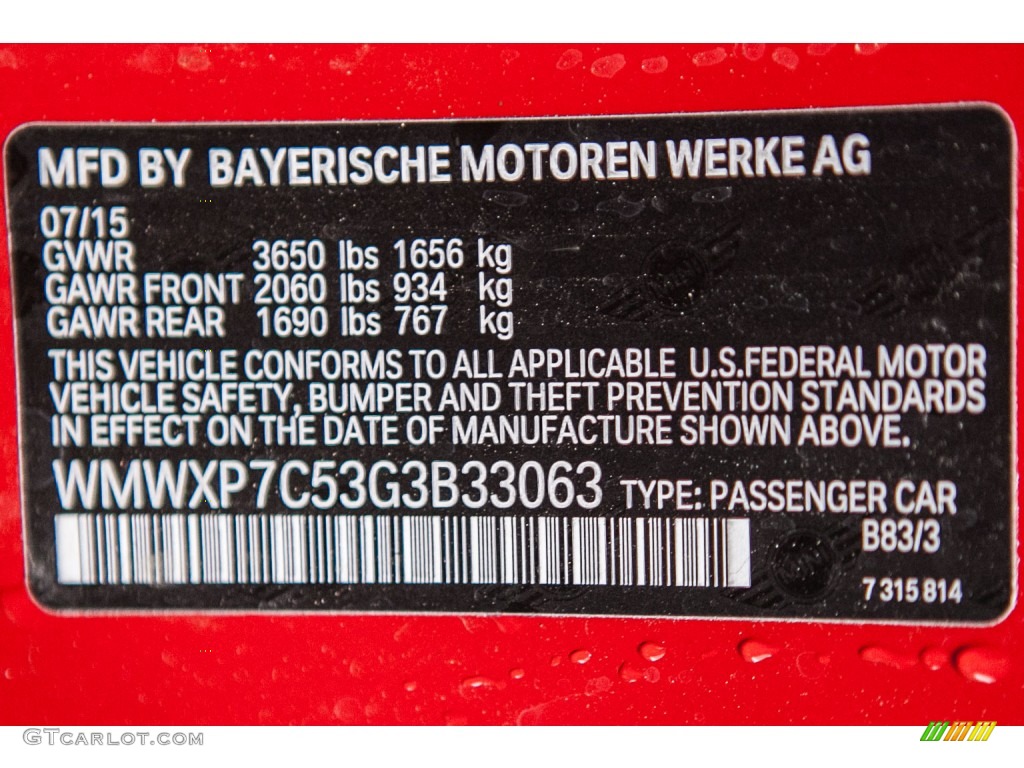 MFD BY BAYERISCHE MOTOREN WERKE AG
07/15
GVWR 3650 lbs 1656 kg
GAWR FRONT 2060 lbs 934 kg
GAWR REAR 1690 lbs 767 kg
THIS VEHICLE CONFORMS TO ALL APPLICABLE U.S.FEDERAL MOTOR
VEHICLE SAFETY, BUMPER AND THEFT PREVENTION STANDARDS
IN EFFECT ON THE DATE OF MANUFACTURE SHOWN ABOVE.
WMWXP7C53G3B33063 TYPE: PASSENGER CAR
B83/3
7 315 814
GTCARLOT.COM